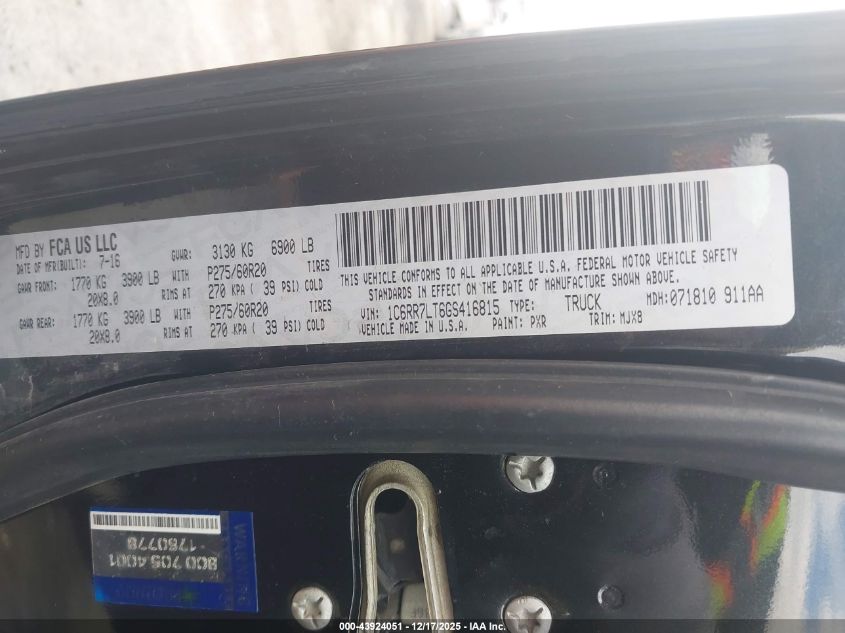 MFD BY FCA US LLC
DATE OF MFR(BUILT): 7-16 GVWR: 3130 KG 6900 LB
GAWR FRONT: 1770 KG 3900 LB WITH P275/60R20 TIRES
20X8.0 RIMS AT 270 KPA ( 39 PSI) COLD
GAWR REAR: 1770 KG 3900 LB WITH P275/60R20 TIRES
20X8.0 RIMS AT 270 KPA ( 39 PSI) COLD
THIS VEHICLE CONFORMS TO ALL APPLICABLE U.S.A. FEDERAL MOTOR VEHICLE SAFETY
STANDARDS IN EFFECT ON THE DATE OF MANUFACTURE SHOWN ABOVE.
VIN: 1C6RR7LT6GS416815 TYPE: TRUCK MDH: 071810 911AA
VEHICLE MADE IN U.S.A. PAINT: PXR TRIM: MJX8
800 705 4001
-1760778
000-43924051 - 12/17/2025 - IAA Inc.